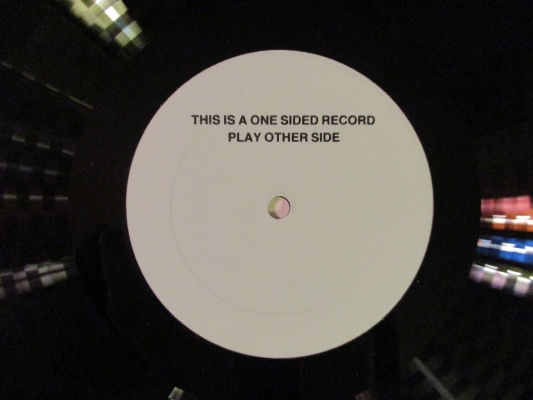 THIS IS A ONE SIDED RECORD
PLAY OTHER SIDE